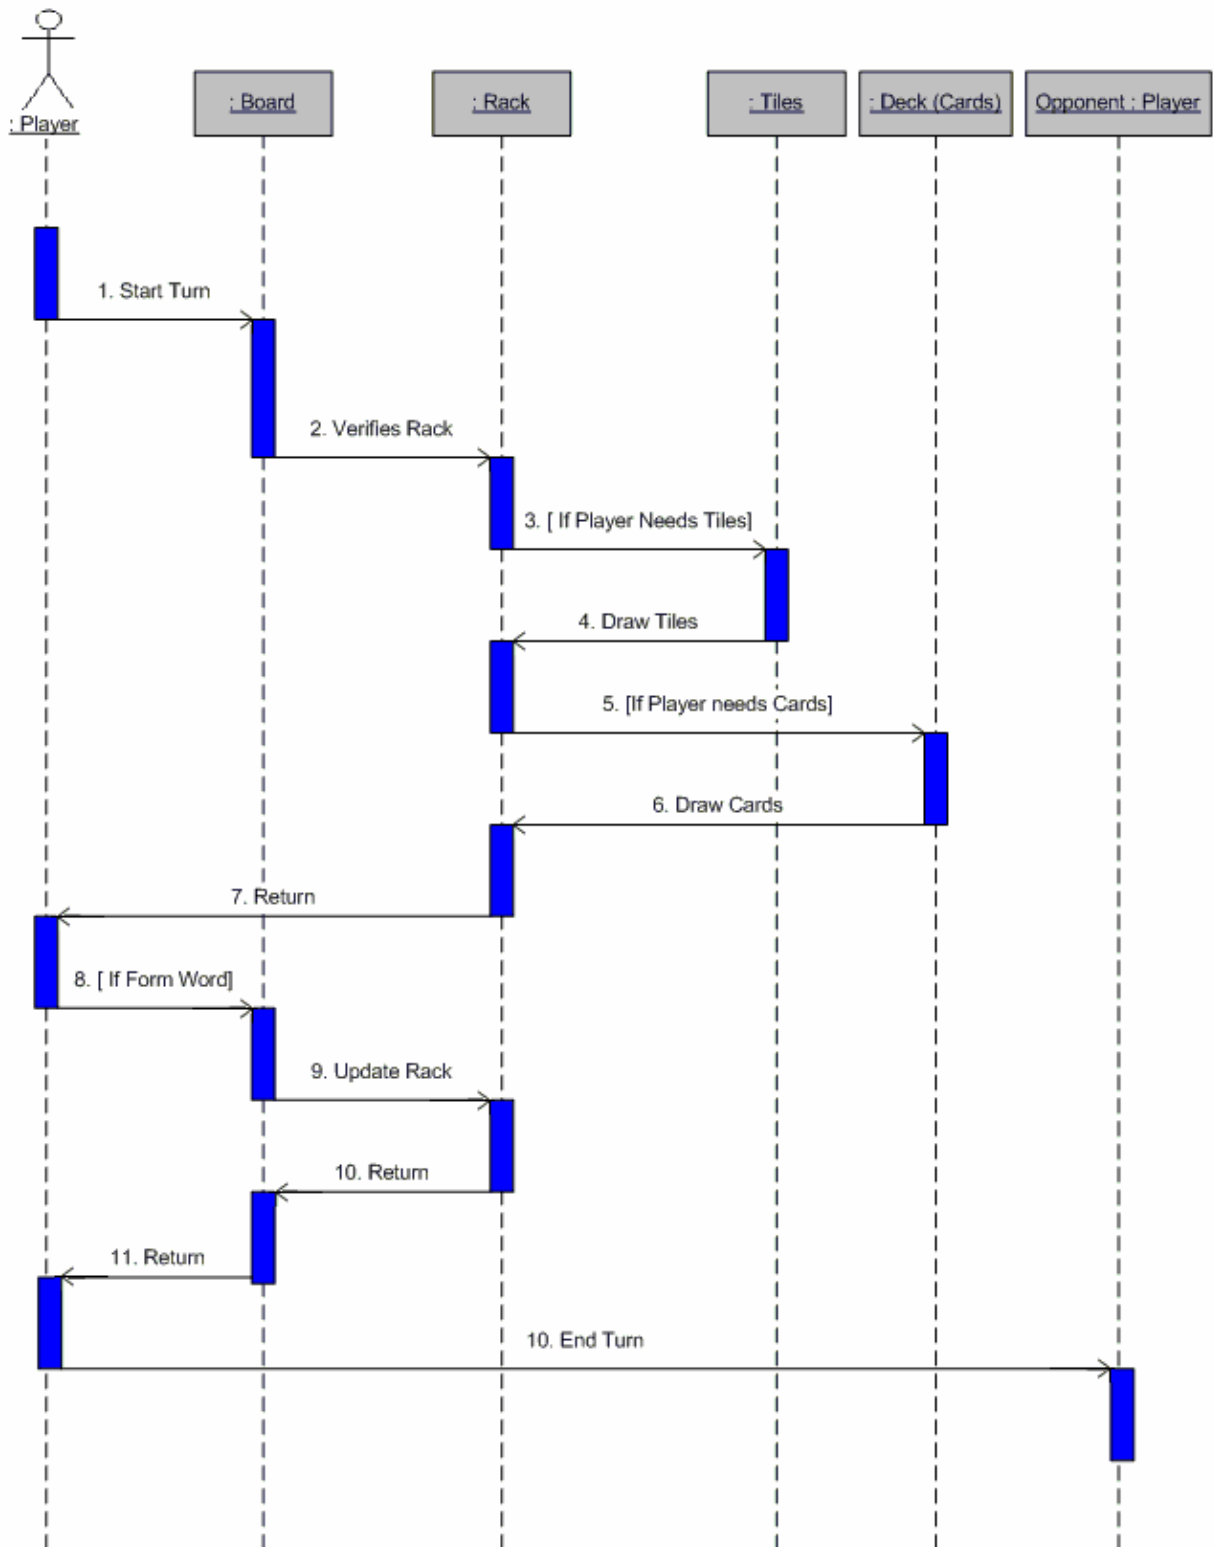 : Player
: Board
: Rack
: Tiles
: Deck (Cards)
Opponent : Player
1. Start Turn
2. Verifies Rack
3. [ If Player Needs Tiles]
4. Draw Tiles
5. [If Player needs Cards]
6. Draw Cards
7. Return
8. [ If Form Word]
9. Update Rack
10. Return
11. Return
10. End Turn